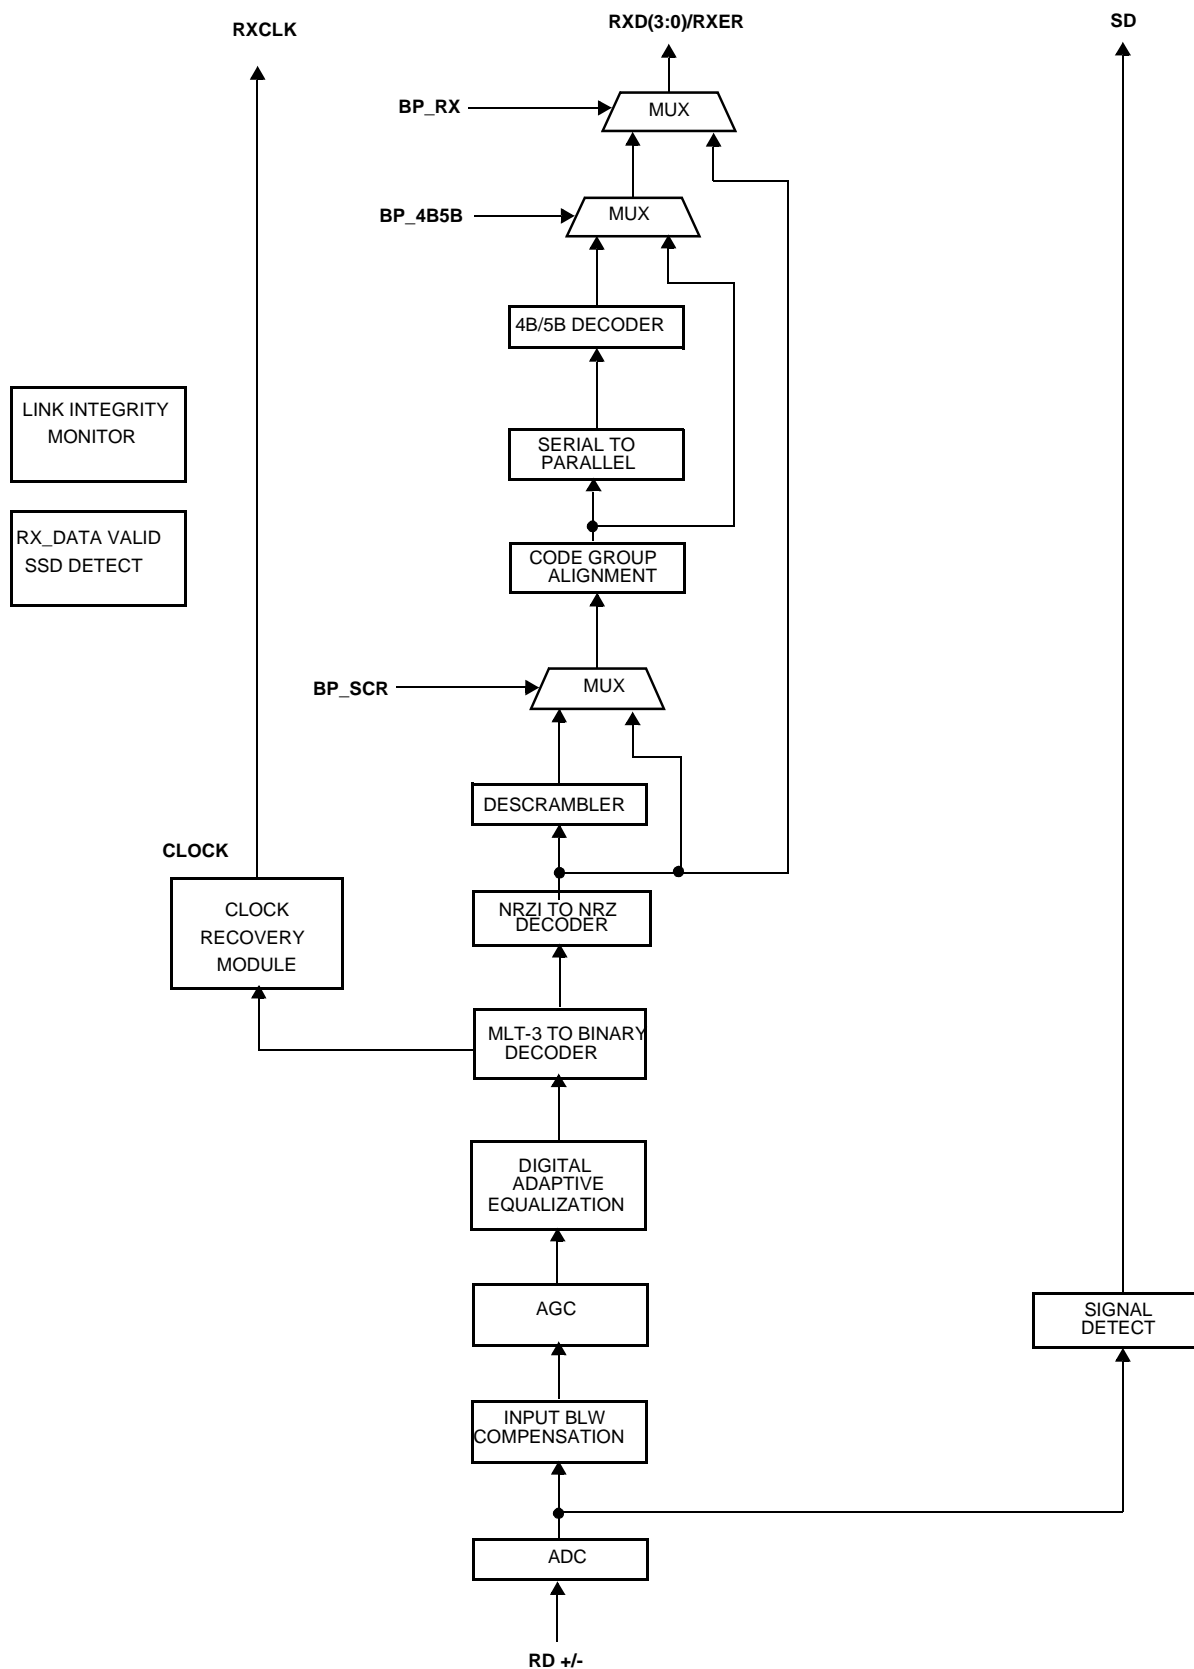 RXCLK
RXD(3:0)/RXER
SD
BP_RX
MUX
BP_4B5B
MUX
4B/5B DECODER
LINK INTEGRITY
MONITOR
SERIAL TO
PARALLEL
RX_DATA VALID
SSD DETECT
CODE GROUP
ALIGNMENT
BP_SCR
MUX
DESCRAMBLER
CLOCK
CLOCK
RECOVERY
MODULE
NRZI TO NRZ
DECODER
MLT-3 TO BINARY
DECODER
DIGITAL
ADAPTIVE
EQUALIZATION
AGC
SIGNAL
DETECT
INPUT BLW
COMPENSATION
ADC
RD +/-